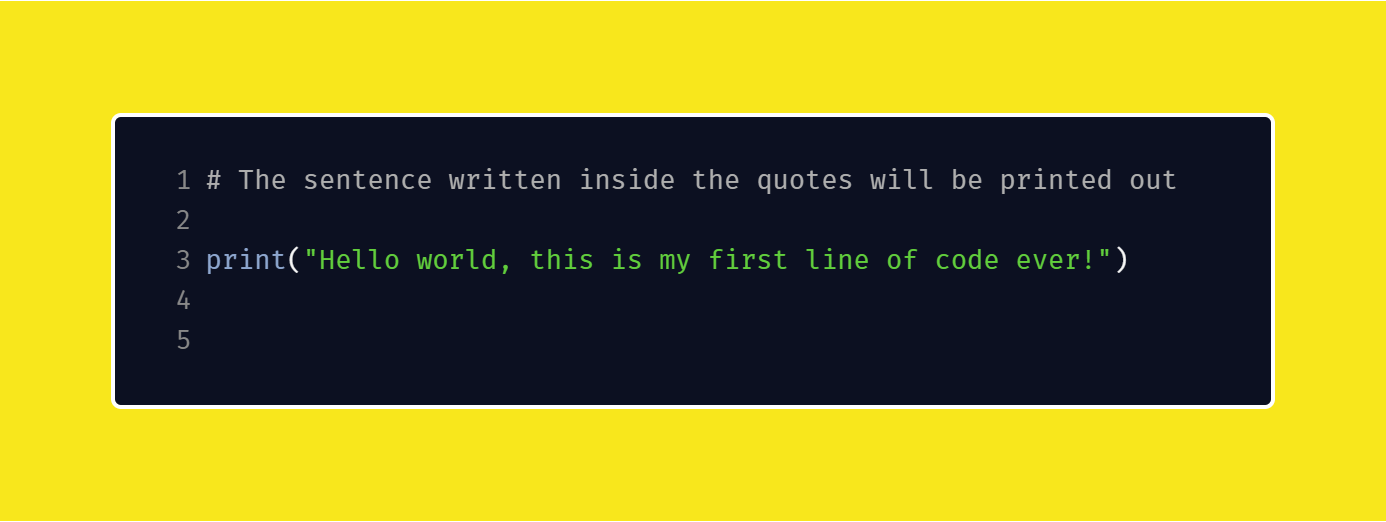 1 # The sentence written inside the quotes will be printed out
2
3 print("Hello world, this is my first line of code ever!")
4
5